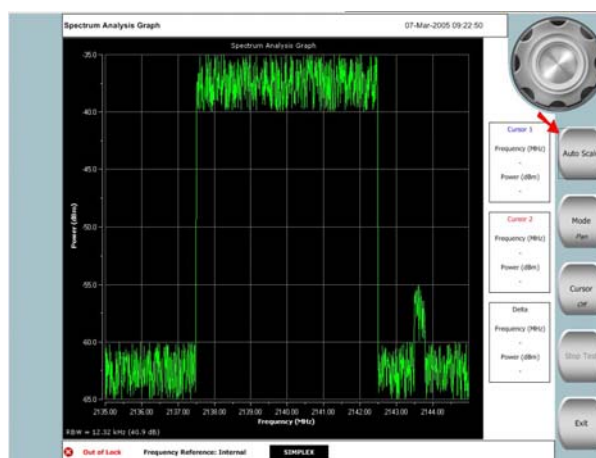 Spectrum Analysis Graph 07-Mar-2005 09:22:50
Spectrum Analysis Graph
-35.0
-40.0
-45.0
-50.0
-55.0
-60.0
-65.0
Power (dBm)
2135.00 2136.00 2137.00 2138.00 2139.00 2140.00 2141.00 2142.00 2143.00 2144.00
Frequency (MHz)
RBW = 12.32 kHz (40.9 dB)
Cursor 1
Frequency (MHz)
-
Power (dBm)
-
Cursor 2
Frequency (MHz)
-
Power (dBm)
-
Delta
Frequency (MHz)
-
Power (dBm)
-
Auto Scale
Mode
Pan
Cursor
Off
Stop Test
Exit
Out of Lock Frequency Reference: Internal SIMPLEX